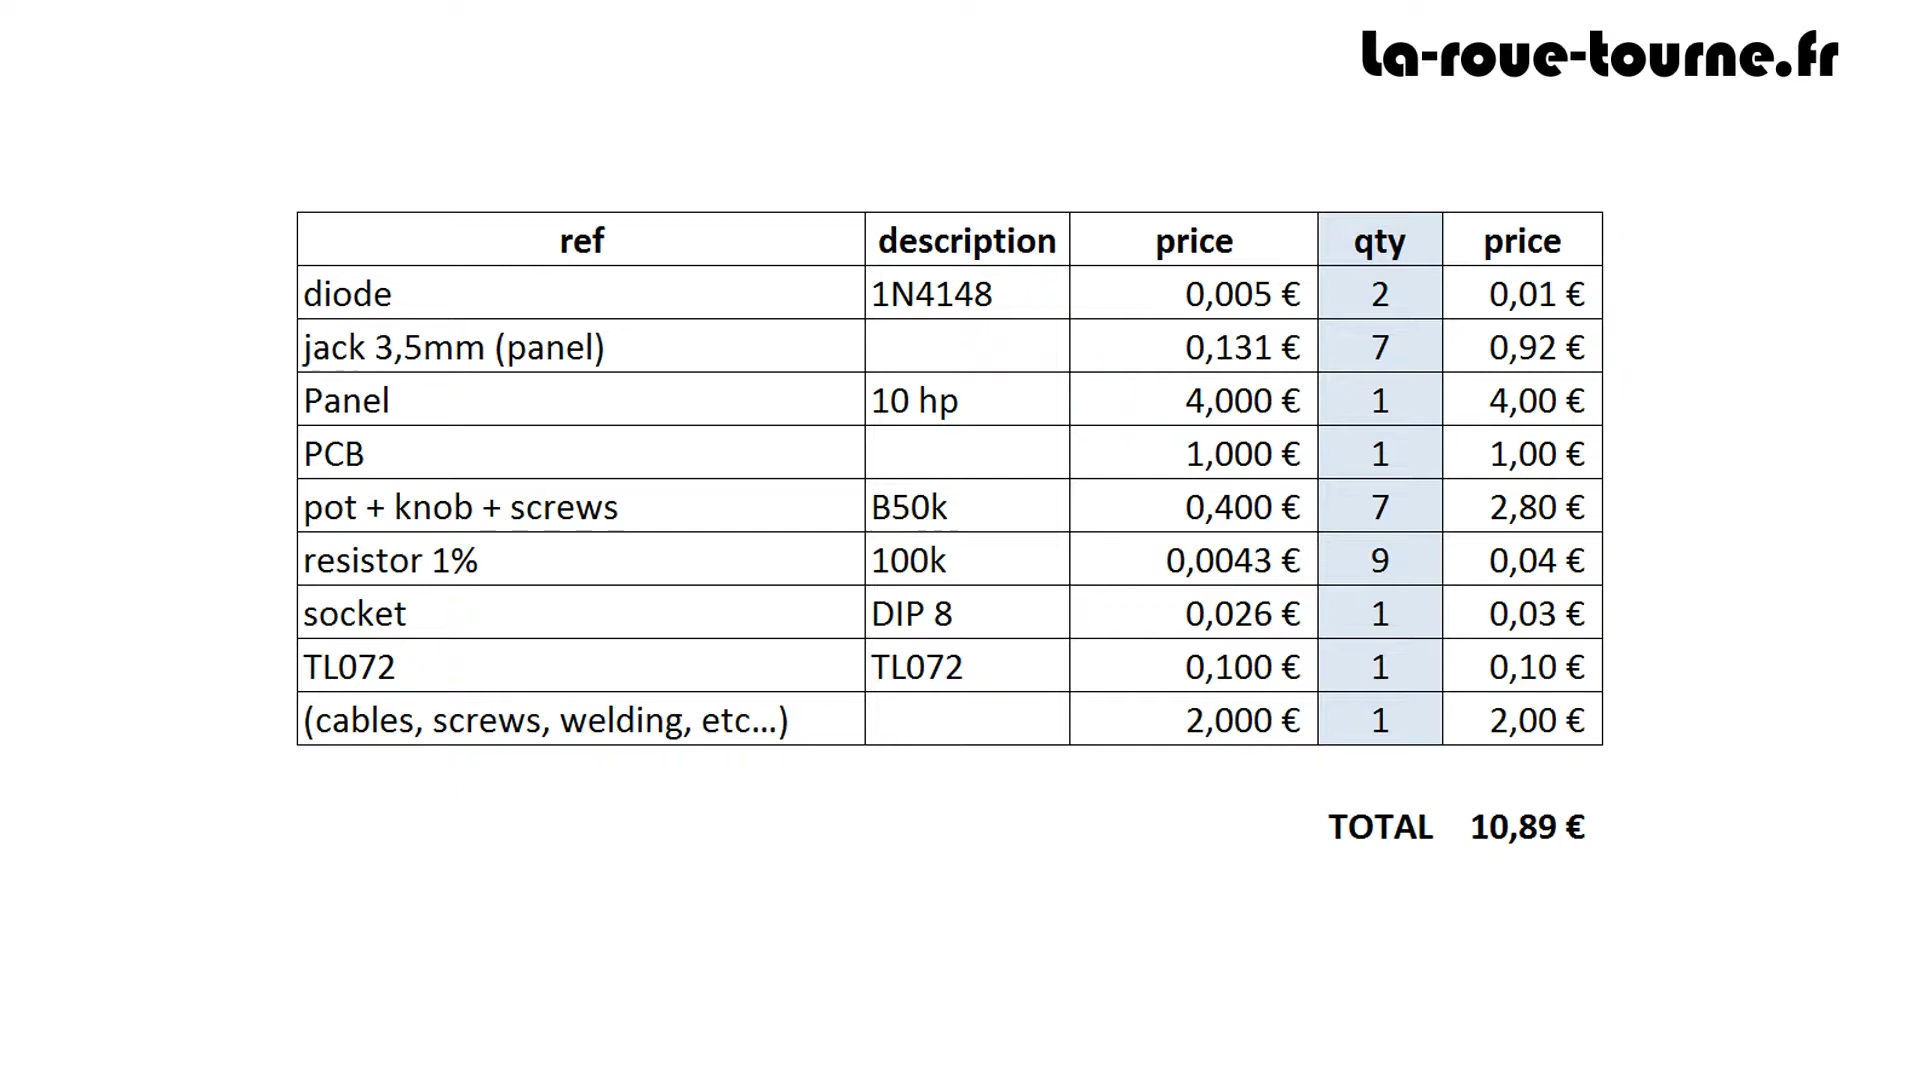 La-roue-tourne.fr
ref description price qty price
diode 1N4148 0,005 € 2 0,01 €
jack 3,5mm (panel) 0,131 € 7 0,92 €
Panel 10 hp 4,000 € 1 4,00 €
PCB 1,000 € 1 1,00 €
pot + knob + screws B50k 0,400 € 7 2,80 €
resistor 1% 100k 0,0043 € 9 0,04 €
socket DIP 8 0,026 € 1 0,03 €
TL072 TL072 0,100 € 1 0,10 €
(cables, screws, welding, etc...) 2,000 € 1 2,00 €
TOTAL 10,89 €